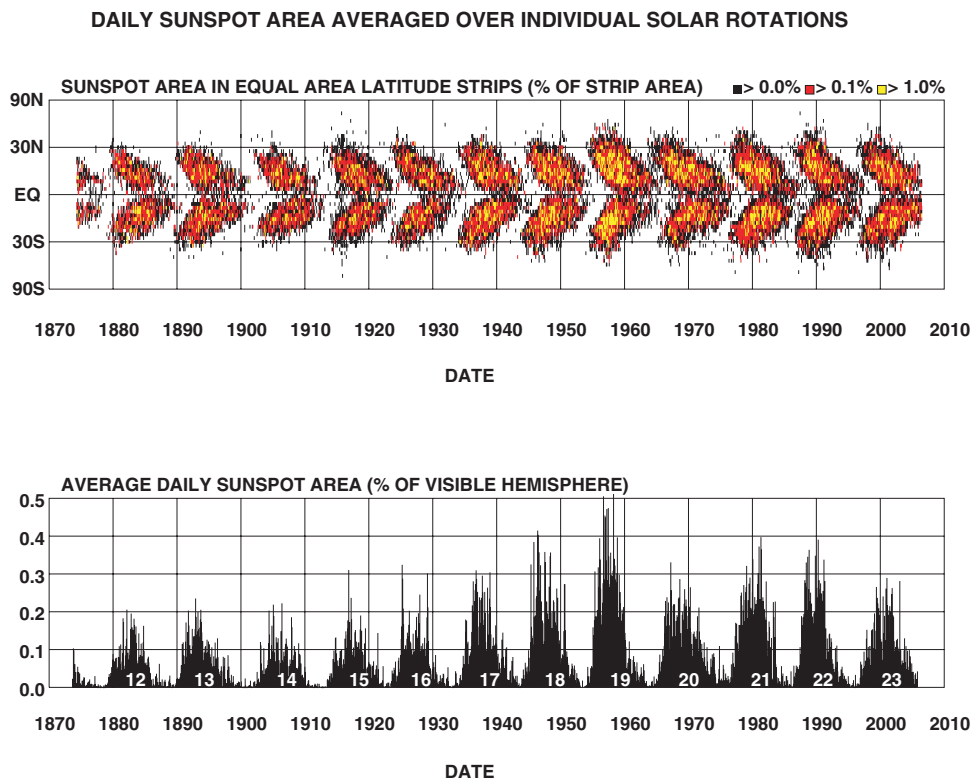 DAILY SUNSPOT AREA AVERAGED OVER INDIVIDUAL SOLAR ROTATIONS
SUNSPOT AREA IN EQUAL AREA LATITUDE STRIPS (% OF STRIP AREA) > 0.0% > 0.1% > 1.0%
90N
30N
EQ
30S
90S
1870 1880 1890 1900 1910 1920 1930 1940 1950 1960 1970 1980 1990 2000 2010
DATE
AVERAGE DAILY SUNSPOT AREA (% OF VISIBLE HEMISPHERE)
0.5
0.4
0.3
0.2
0.1
0.0
12 13 14 15 16 17 18 19 20 21 22 23
1870 1880 1890 1900 1910 1920 1930 1940 1950 1960 1970 1980 1990 2000 2010
DATE